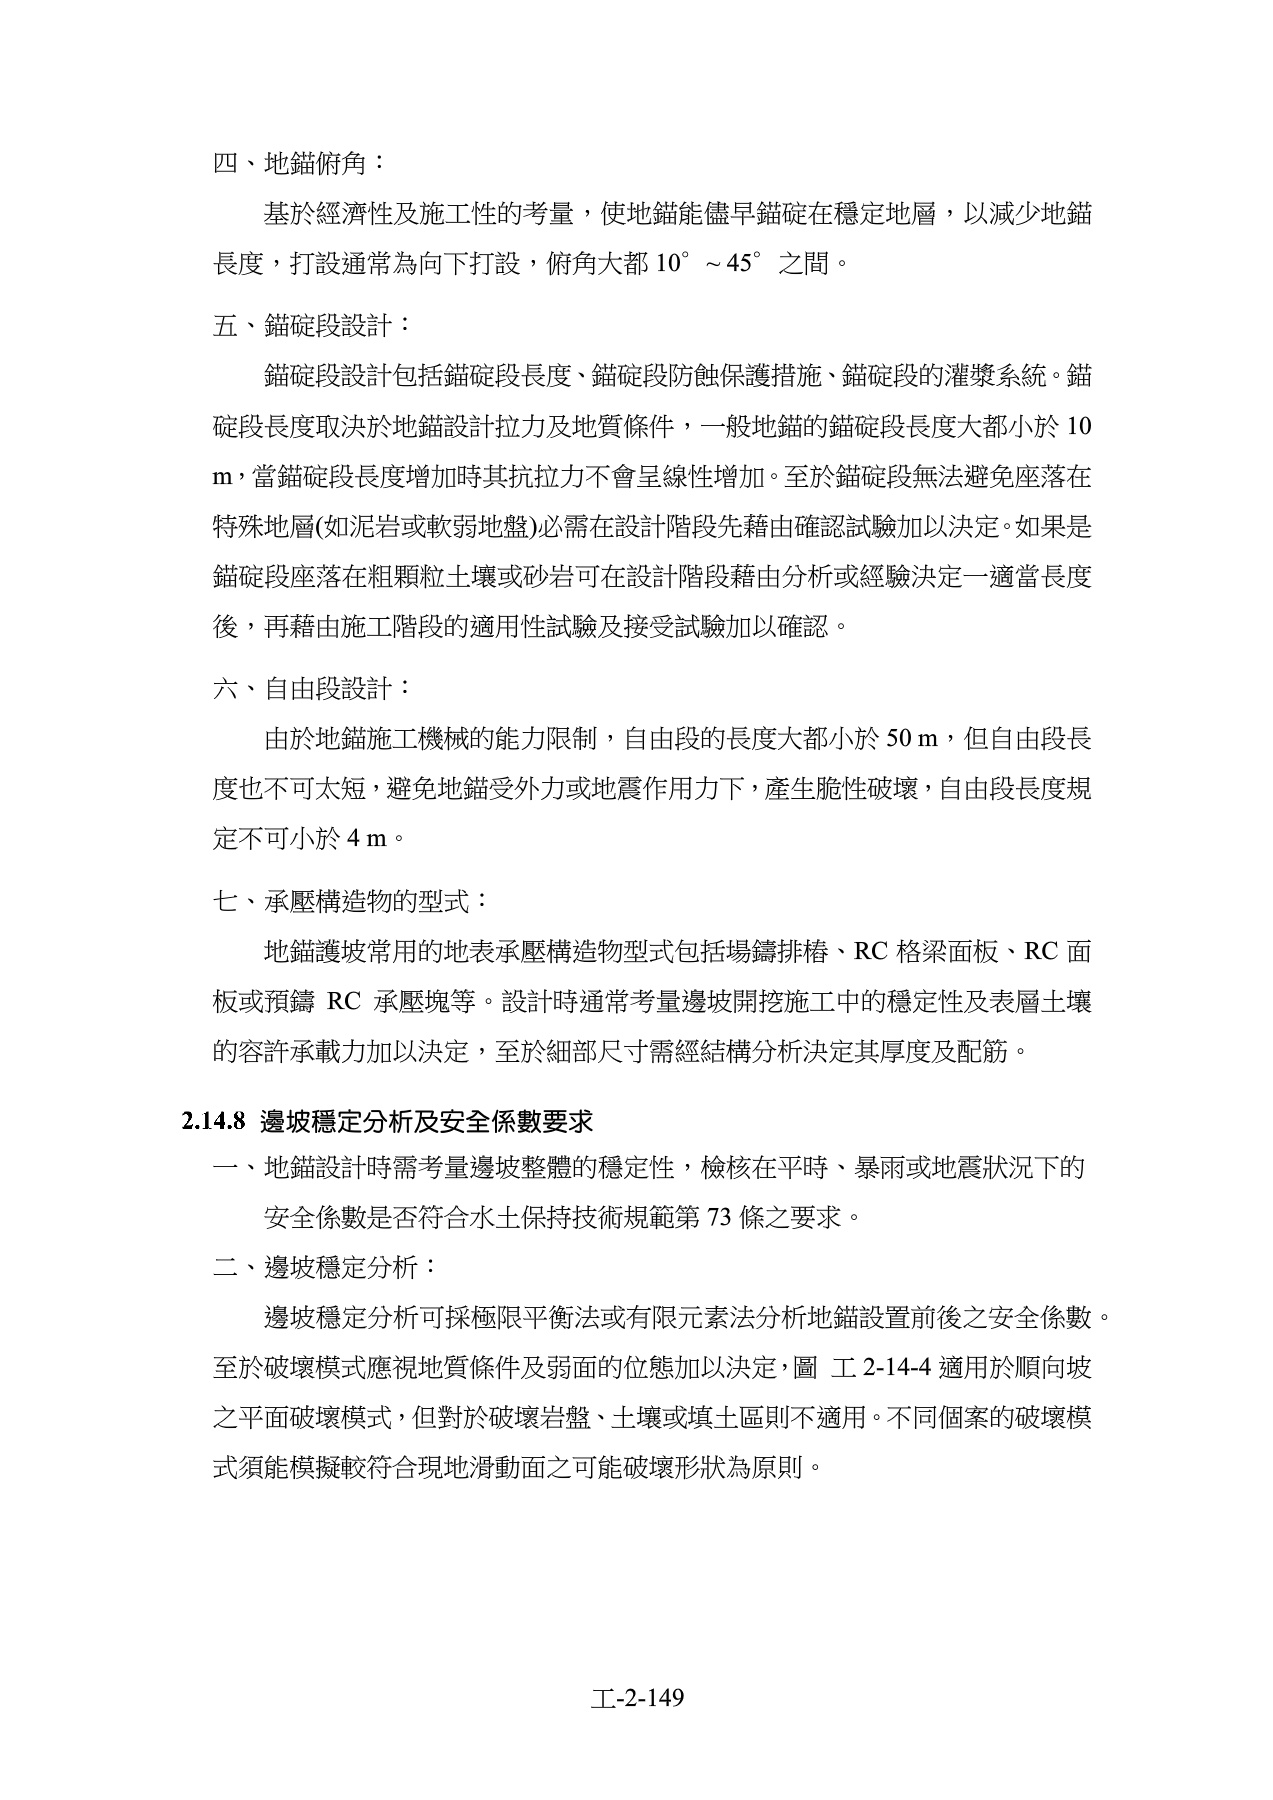 四、地錨俯角：
基於經濟性及施工性的考量，使地錨能儘早錨碇在穩定地層，以減少地錨
長度，打設通常為向下打設，俯角大都 10°~ 45° 之間。
五、錨碇段設計：
錨碇段設計包括錨碇段長度、錨碇段防蝕保護措施、錨碇段的灌漿系統。錨
碇段長度取決於地錨設計拉力及地質條件，一般地錨的錨碇段長度大都小於 10
m，當錨碇段長度增加時其抗拉力不會呈線性增加。至於錨碇段無法避免座落在
特殊地層(如泥岩或軟弱地盤)必需在設計階段先藉由確認試驗加以決定。如果是
錨碇段座落在粗顆粒土壤或砂岩可在設計階段藉由分析或經驗決定一適當長度
後，再藉由施工階段的適用性試驗及接受試驗加以確認。
六、自由段設計：
由於地錨施工機械的能力限制，自由段的長度大都小於 50 m，但自由段長
度也不可太短，避免地錨受外力或地震作用力下，產生脆性破壞，自由段長度規
定不可小於 4 m。
七、承壓構造物的型式：
地錨護坡常用的地表承壓構造物型式包括場鑄排樁、RC 格梁面板、RC 面
板或預鑄 RC 承壓塊等。設計時通常考量邊坡開挖施工中的穩定性及表層土壤
的容許承載力加以決定，至於細部尺寸需經結構分析決定其厚度及配筋。
2.14.8 邊坡穩定分析及安全係數要求
一、地錨設計時需考量邊坡整體的穩定性，檢核在平時、暴雨或地震狀況下的
安全係數是否符合水土保持技術規範第 73 條之要求。
二、邊坡穩定分析：
邊坡穩定分析可採極限平衡法或有限元素法分析地錨設置前後之安全係數。
至於破壞模式應視地質條件及弱面的位態加以決定，圖 工 2-14-4 適用於順向坡
之平面破壞模式，但對於破壞岩盤、土壤或填土區則不適用。不同個案的破壞模
式須能模擬較符合現地滑動面之可能破壞形狀為原則。
工-2-149